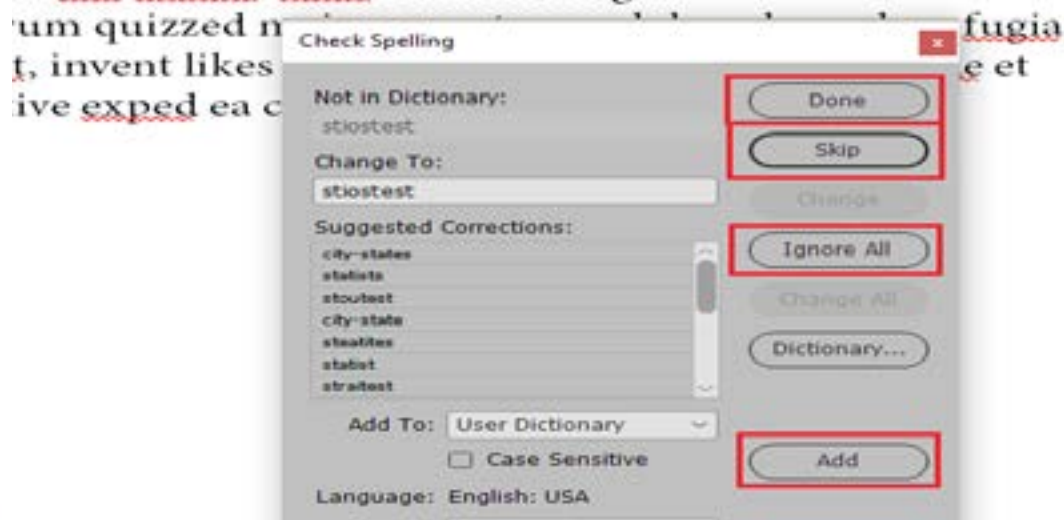 um quizzed n
fugia
t, invent likes
e et
ive exped ea c
Check Spelling
Not in Dictionary:
stiostest
Change To:
stiostest
Suggested Corrections:
city-states
statists
stoutest
city-state
steatites
statist
straitest
Add To: User Dictionary
Case Sensitive
Language: English: USA
Done
Skip
Change
Ignore All
Change All
Dictionary...
Add